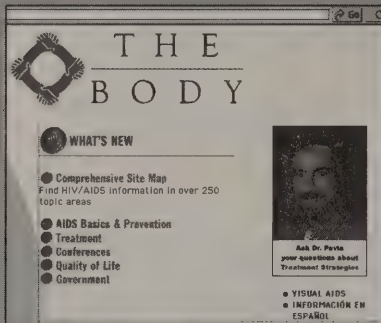 Go
THE
BODY
WHAT'S NEW
Comprehensive Site Map
Find HIV/AIDS information in over 250
topic areas
AIDS Basics & Prevention
Treatment
Conferences
Quality of Life
Government
Ask Dr. Pavia
your questions about
Treatment Strategies
VISUAL AIDS
INFORMACIÓN EN
ESPAÑOL